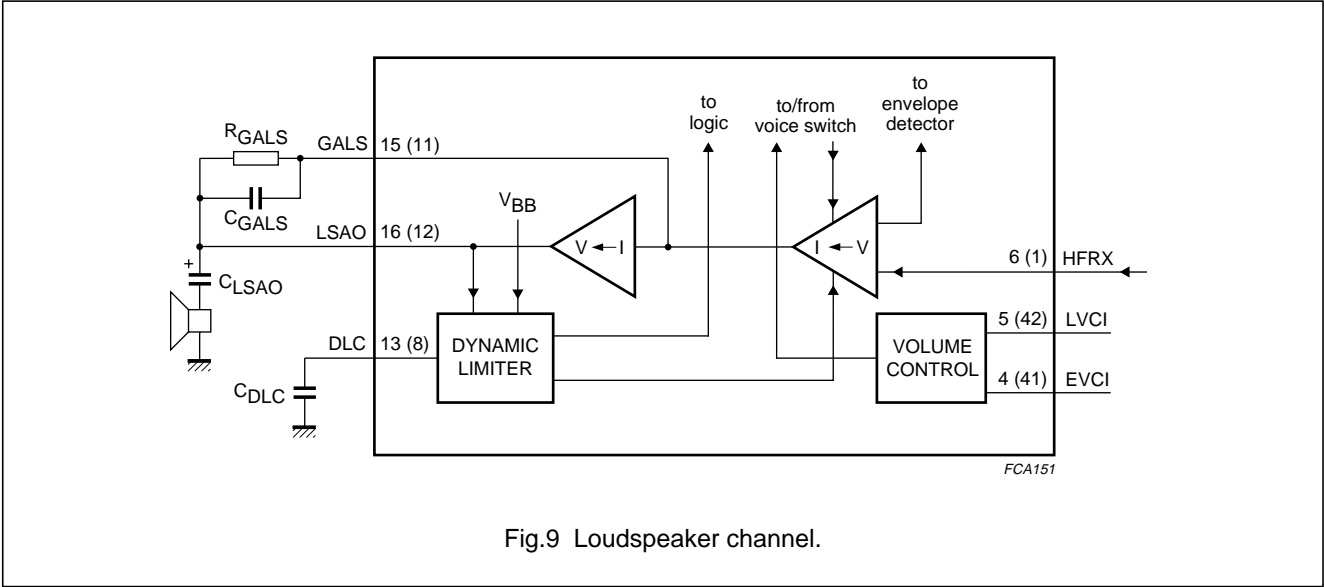 to
logic
to/from
voice switch
to
envelope
detector
RGALS
GALS 15 (11)
CGALS
VBB
LSAO 16 (12)
V I
I V
6 (1) HFRX
+
CLSAO
5 (42) LVCI
DLC 13 (8)
DYNAMIC
LIMITER
VOLUME
CONTROL
4 (41) EVCI
CDLC
FCA151
Fig.9 Loudspeaker channel.